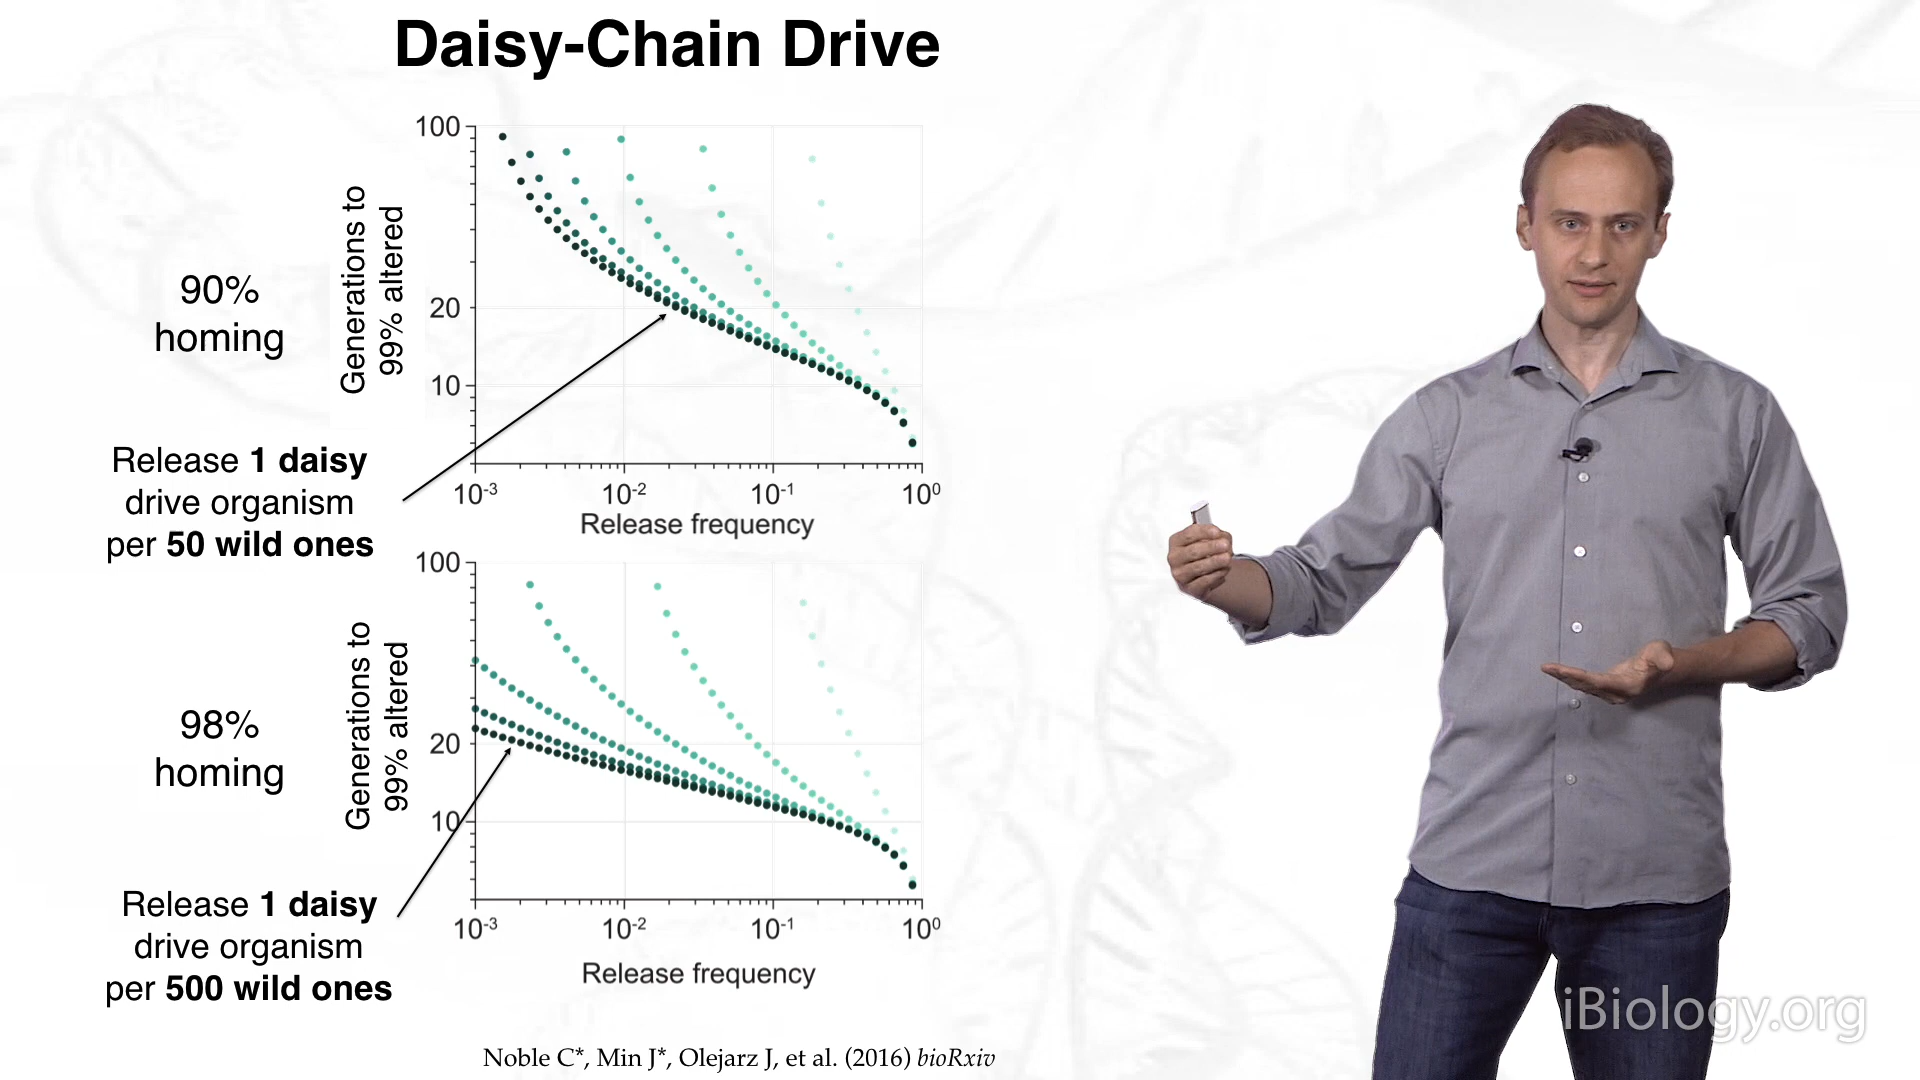 Daisy-Chain Drive
90%
homing
Generations to
99% altered
100
20
10
10-3
10-2
10-1
100
Release frequency
Release 1 daisy
drive organism
per 50 wild ones
98%
homing
Generations to
99% altered
100
20
10
10-3
10-2
10-1
100
Release frequency
Release 1 daisy
drive organism
per 500 wild ones
Noble C*, Min J*, Olejarz J, et al. (2016) bioRxiv
iBiology.org